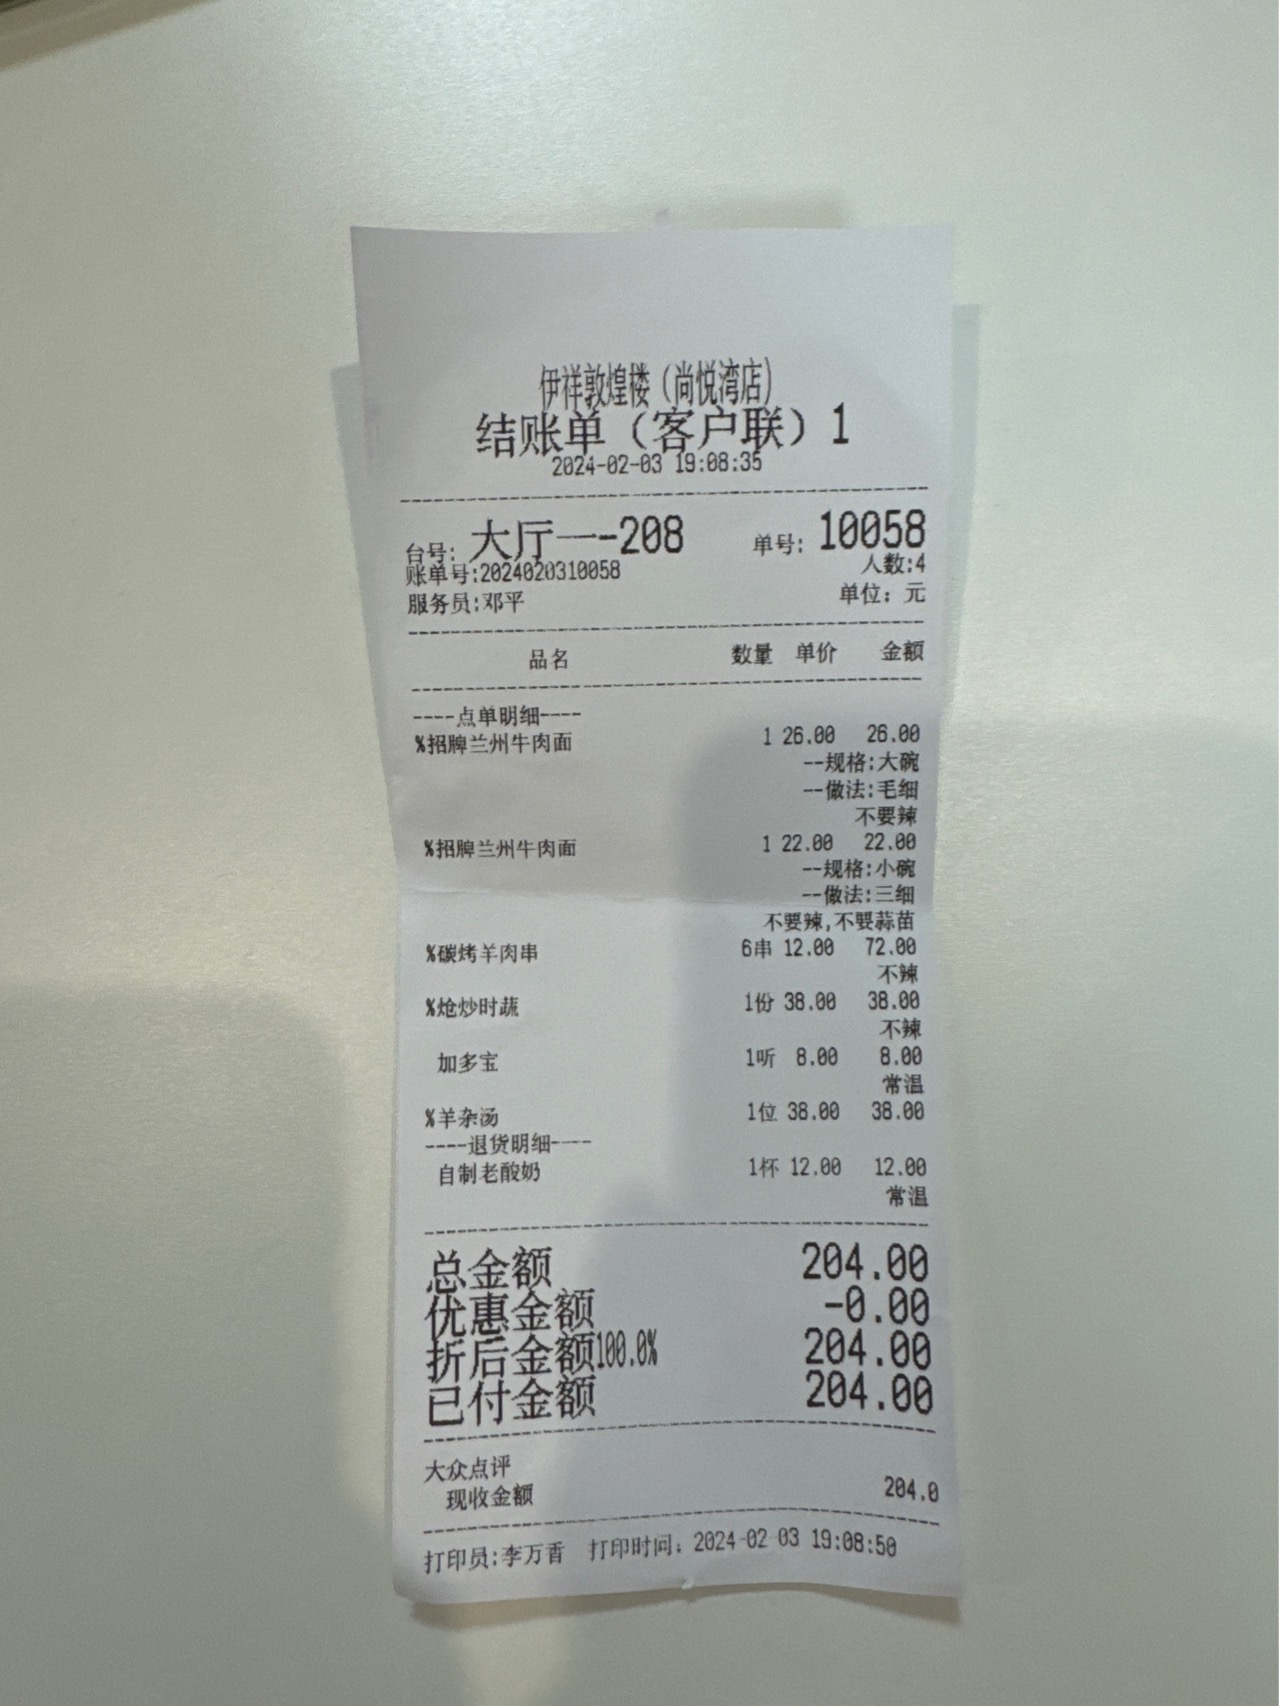 伊祥敦煌楼（尚悦湾店）
结账单（客户联）1
2024-02-03 19:08:35
台号: 大厅一-208 单号: 10058
账单号:2024020310058 人数:4
服务员:邓平 单位: 元
品名 数量 单价 金额
----点单明细----
%招牌兰州牛肉面 1 26.00 26.00
--规格:大碗
--做法:毛细
不要辣
%招牌兰州牛肉面 1 22.00 22.00
--规格:小碗
--做法:三细
不要辣,不要蒜苗
%碳烤羊肉串 6串 12.00 72.00
不辣
%炝炒时蔬 1份 38.00 38.00
不辣
加多宝 1听 8.00 8.00
常温
%羊杂汤 1位 38.00 38.00
----退货明细----
自制老酸奶 1杯 12.00 12.00
常温
总金额 204.00
优惠金额 -0.00
折后金额100.0% 204.00
已付金额 204.00
大众点评
现收金额 204.0
打印员:李万香 打印时间: 2024-02-03 19:08:50